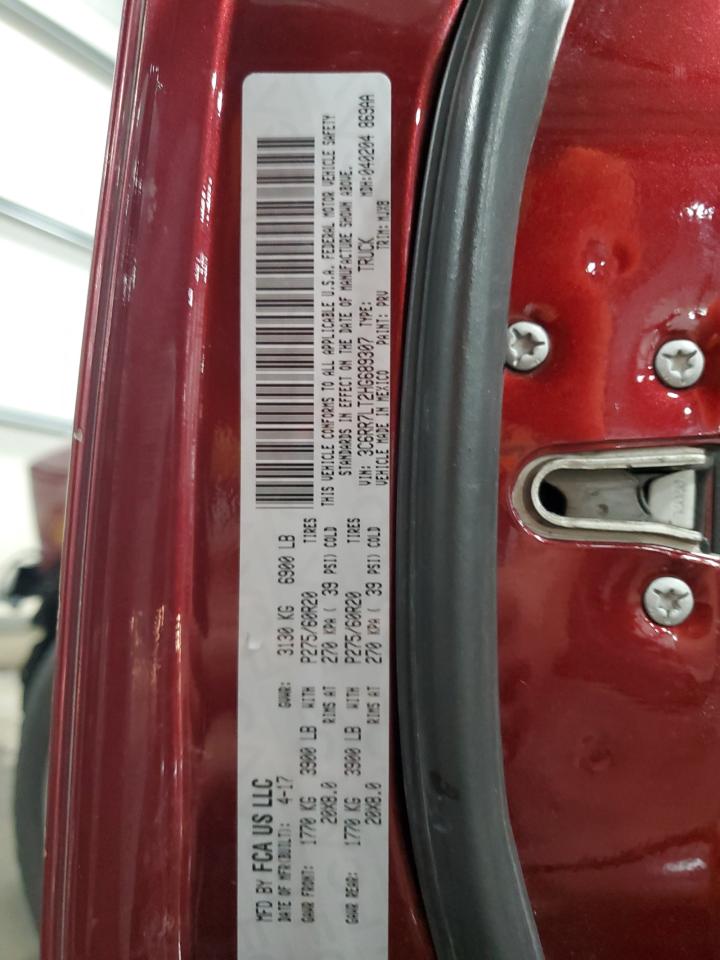 MFD BY FCA US LLC
DATE OF MFR(BUILT): 4-17 GVWR: 3130 KG 6900 LB
GAWR FRONT: 1770 KG 3900 LB WITH P275/60R20 TIRES
20X8.0 RIMS AT 270 KPA ( 39 PSI) COLD
GAWR REAR: 1770 KG 3900 LB WITH P275/60R20 TIRES
20X8.0 RIMS AT 270 KPA ( 39 PSI) COLD
THIS VEHICLE CONFORMS TO ALL APPLICABLE U.S.A. FEDERAL MOTOR VEHICLE SAFETY
STANDARDS IN EFFECT ON THE DATE OF MANUFACTURE SHOWN ABOVE.
VIN: 3C6RR7LT2HG689307 TYPE: TRUCK MDH:040204 869AA
VEHICLE MADE IN MEXICO PAINT: PRV TRIM: MJX8